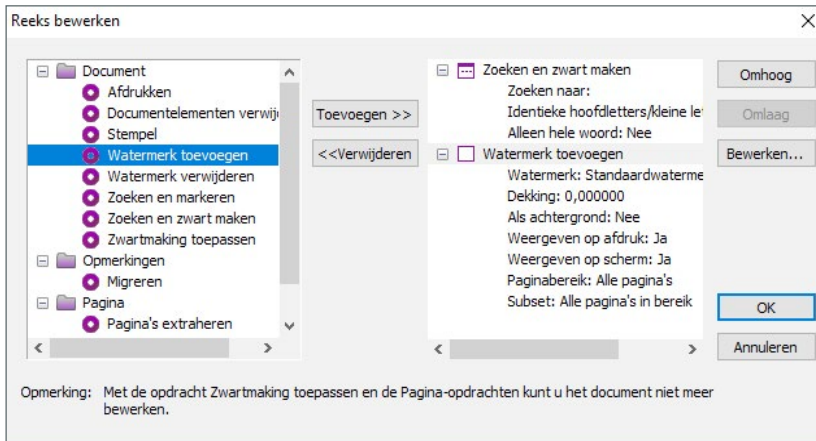 Reeks bewerken
Document
Afdrukken
Documentelementen verwij
Stempel
Watermerk toevoegen
Watermerk verwijderen
Zoeken en markeren
Zoeken en zwart maken
Zwartmaking toepassen
Opmerkingen
Migreren
Pagina
Pagina's extraheren
Toevoegen >>
<<Verwijderen
Zoeken en zwart maken
Zoeken naar:
Identieke hoofdletters/kleine let
Alleen hele woord: Nee
Watermerk toevoegen
Watermerk: Standaardwaterme
Dekking: 0,000000
Als achtergrond: Nee
Weergeven op afdruk: Ja
Weergeven op scherm: Ja
Paginabereik: Alle pagina's
Subset: Alle pagina's in bereik
Omhoog
Omlaag
Bewerken...
OK
Annuleren
Opmerking: Met de opdracht Zwartmaking toepassen en de Pagina-opdrachten kunt u het document niet meer
bewerken.